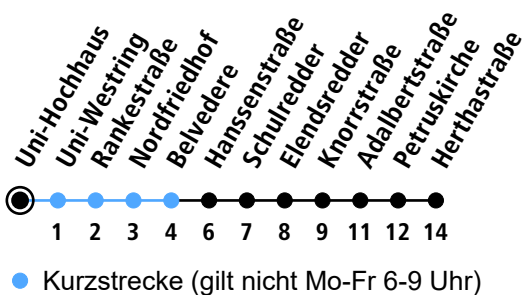 Uni-Hochhaus
Uni-Westring
Rankestraße
Nordfriedhof
Belvedere
Hanssenstraße
Schulredder
Elendsredder
Knorrstraße
Adalbertstraße
Petruskirche
Herthastraße
1 2 3 4 6 7 8 9 11 12 14
Kurzstrecke (gilt nicht Mo-Fr 6-9 Uhr)